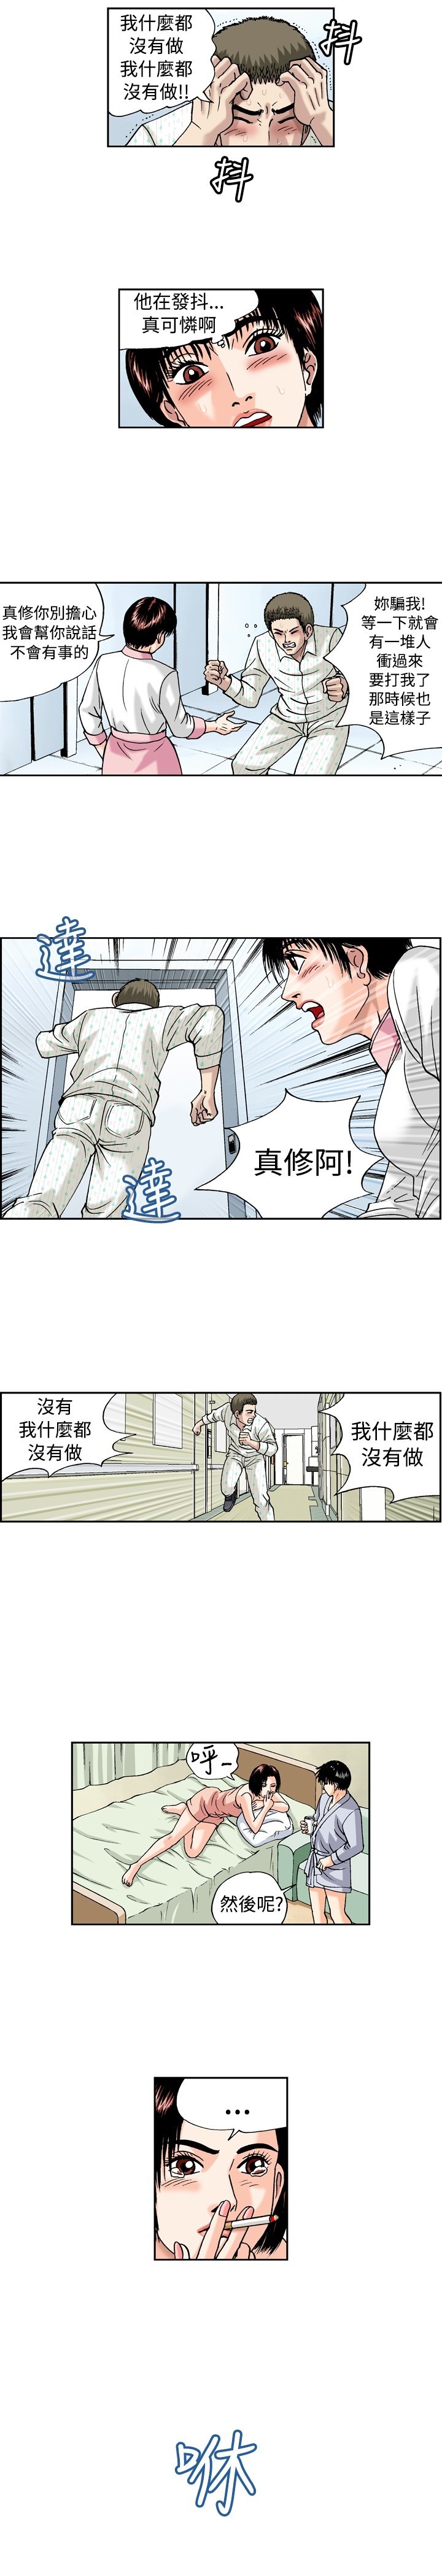 我什麼都
沒有做
我什麼都
沒有做!!
抖
抖
他在發抖...
真可憐啊
真修你別擔心
我會幫你說話
不會有事的
妳騙我!
等一下就會
有一堆人
衝過來
要打我了
那時候也
是這樣子
達
真修阿!
達
沒有
我什麼都
沒有做
我什麼都
沒有做
呼-
然後呢?
...
咻